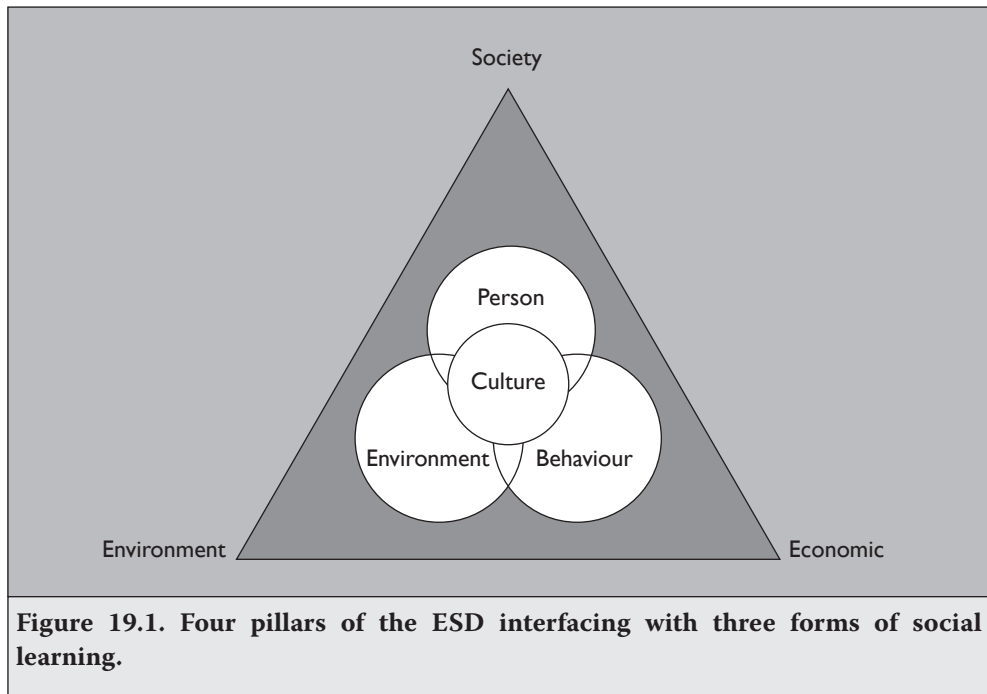 Society
Person
Culture
Environment Behaviour
Environment Economic
Figure 19.1. Four pillars of the ESD interfacing with three forms of social
learning.